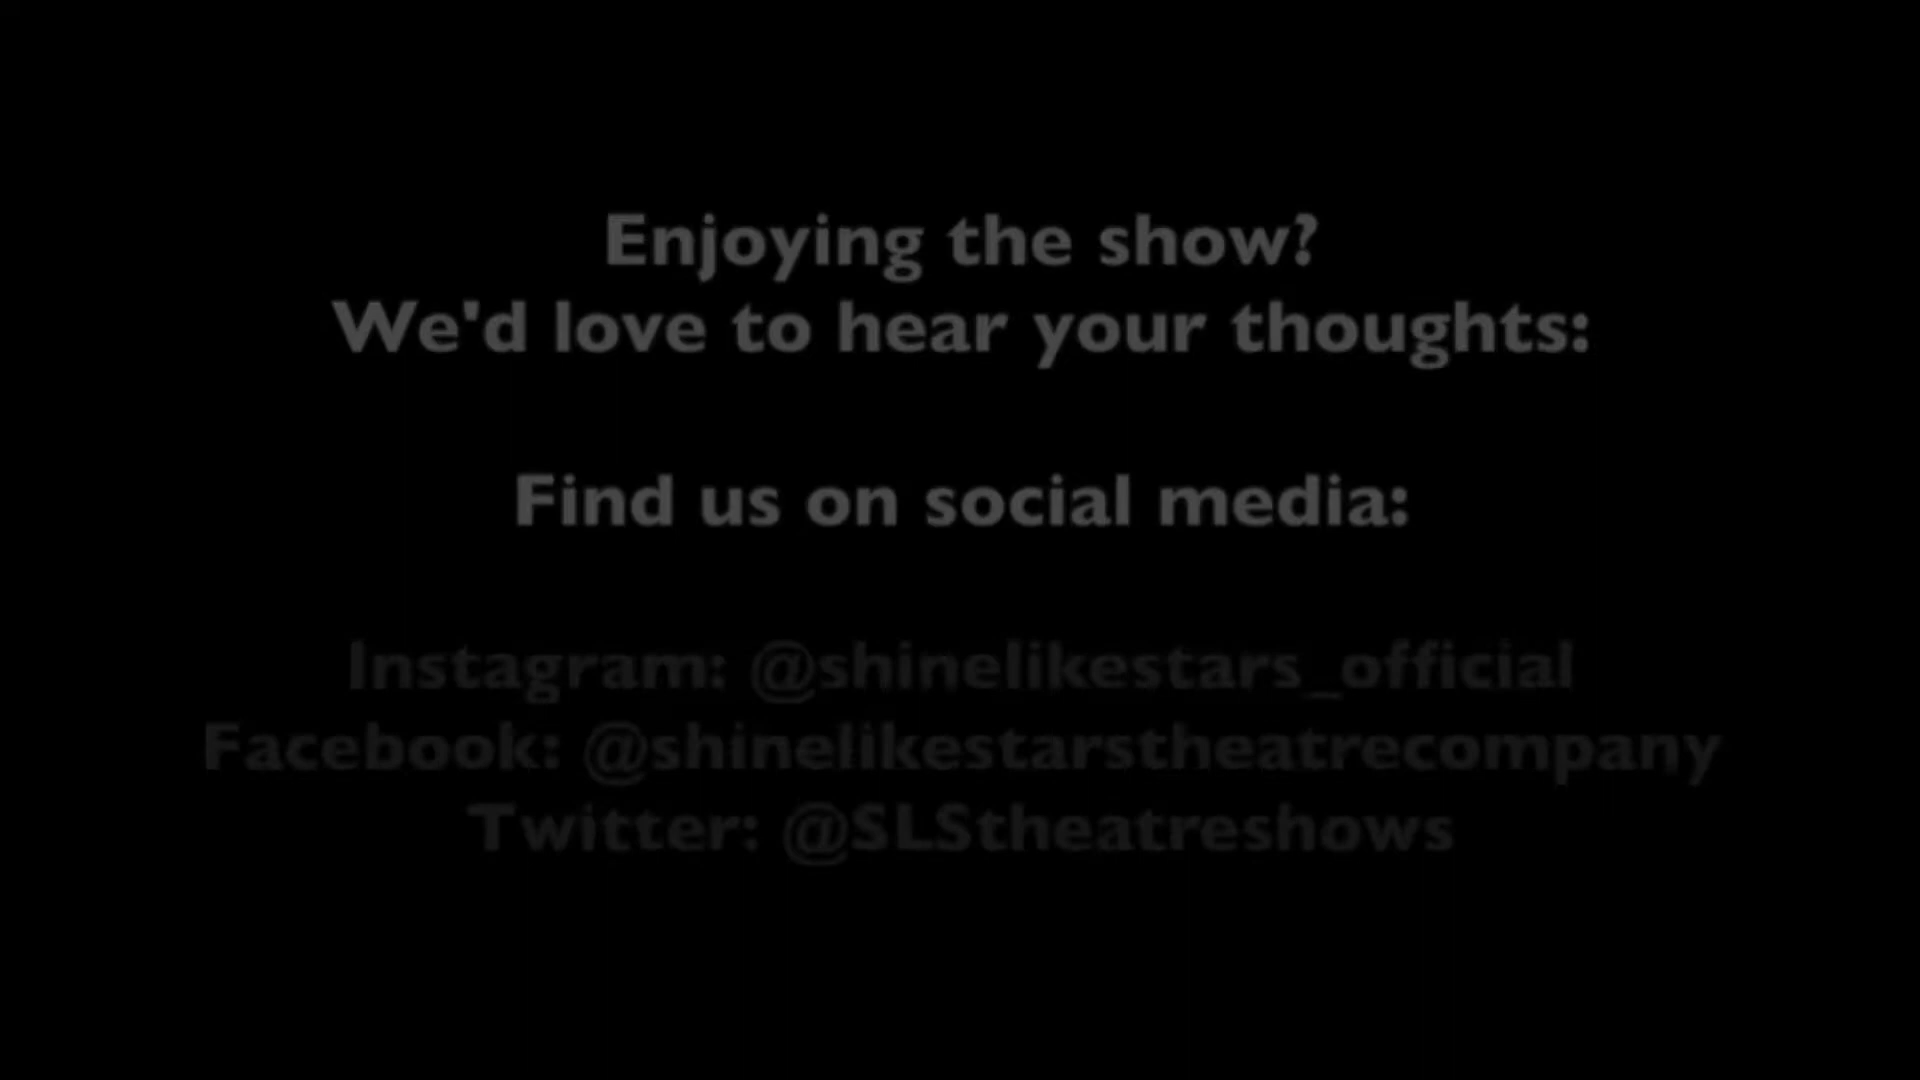 Enjoying the show?
We'd love to hear your thoughts:
Find us on social media:
Instagram: @shinelikestars_official
Facebook: @shinelikestarstheatrecompany
Twitter: @SLStheatreshows